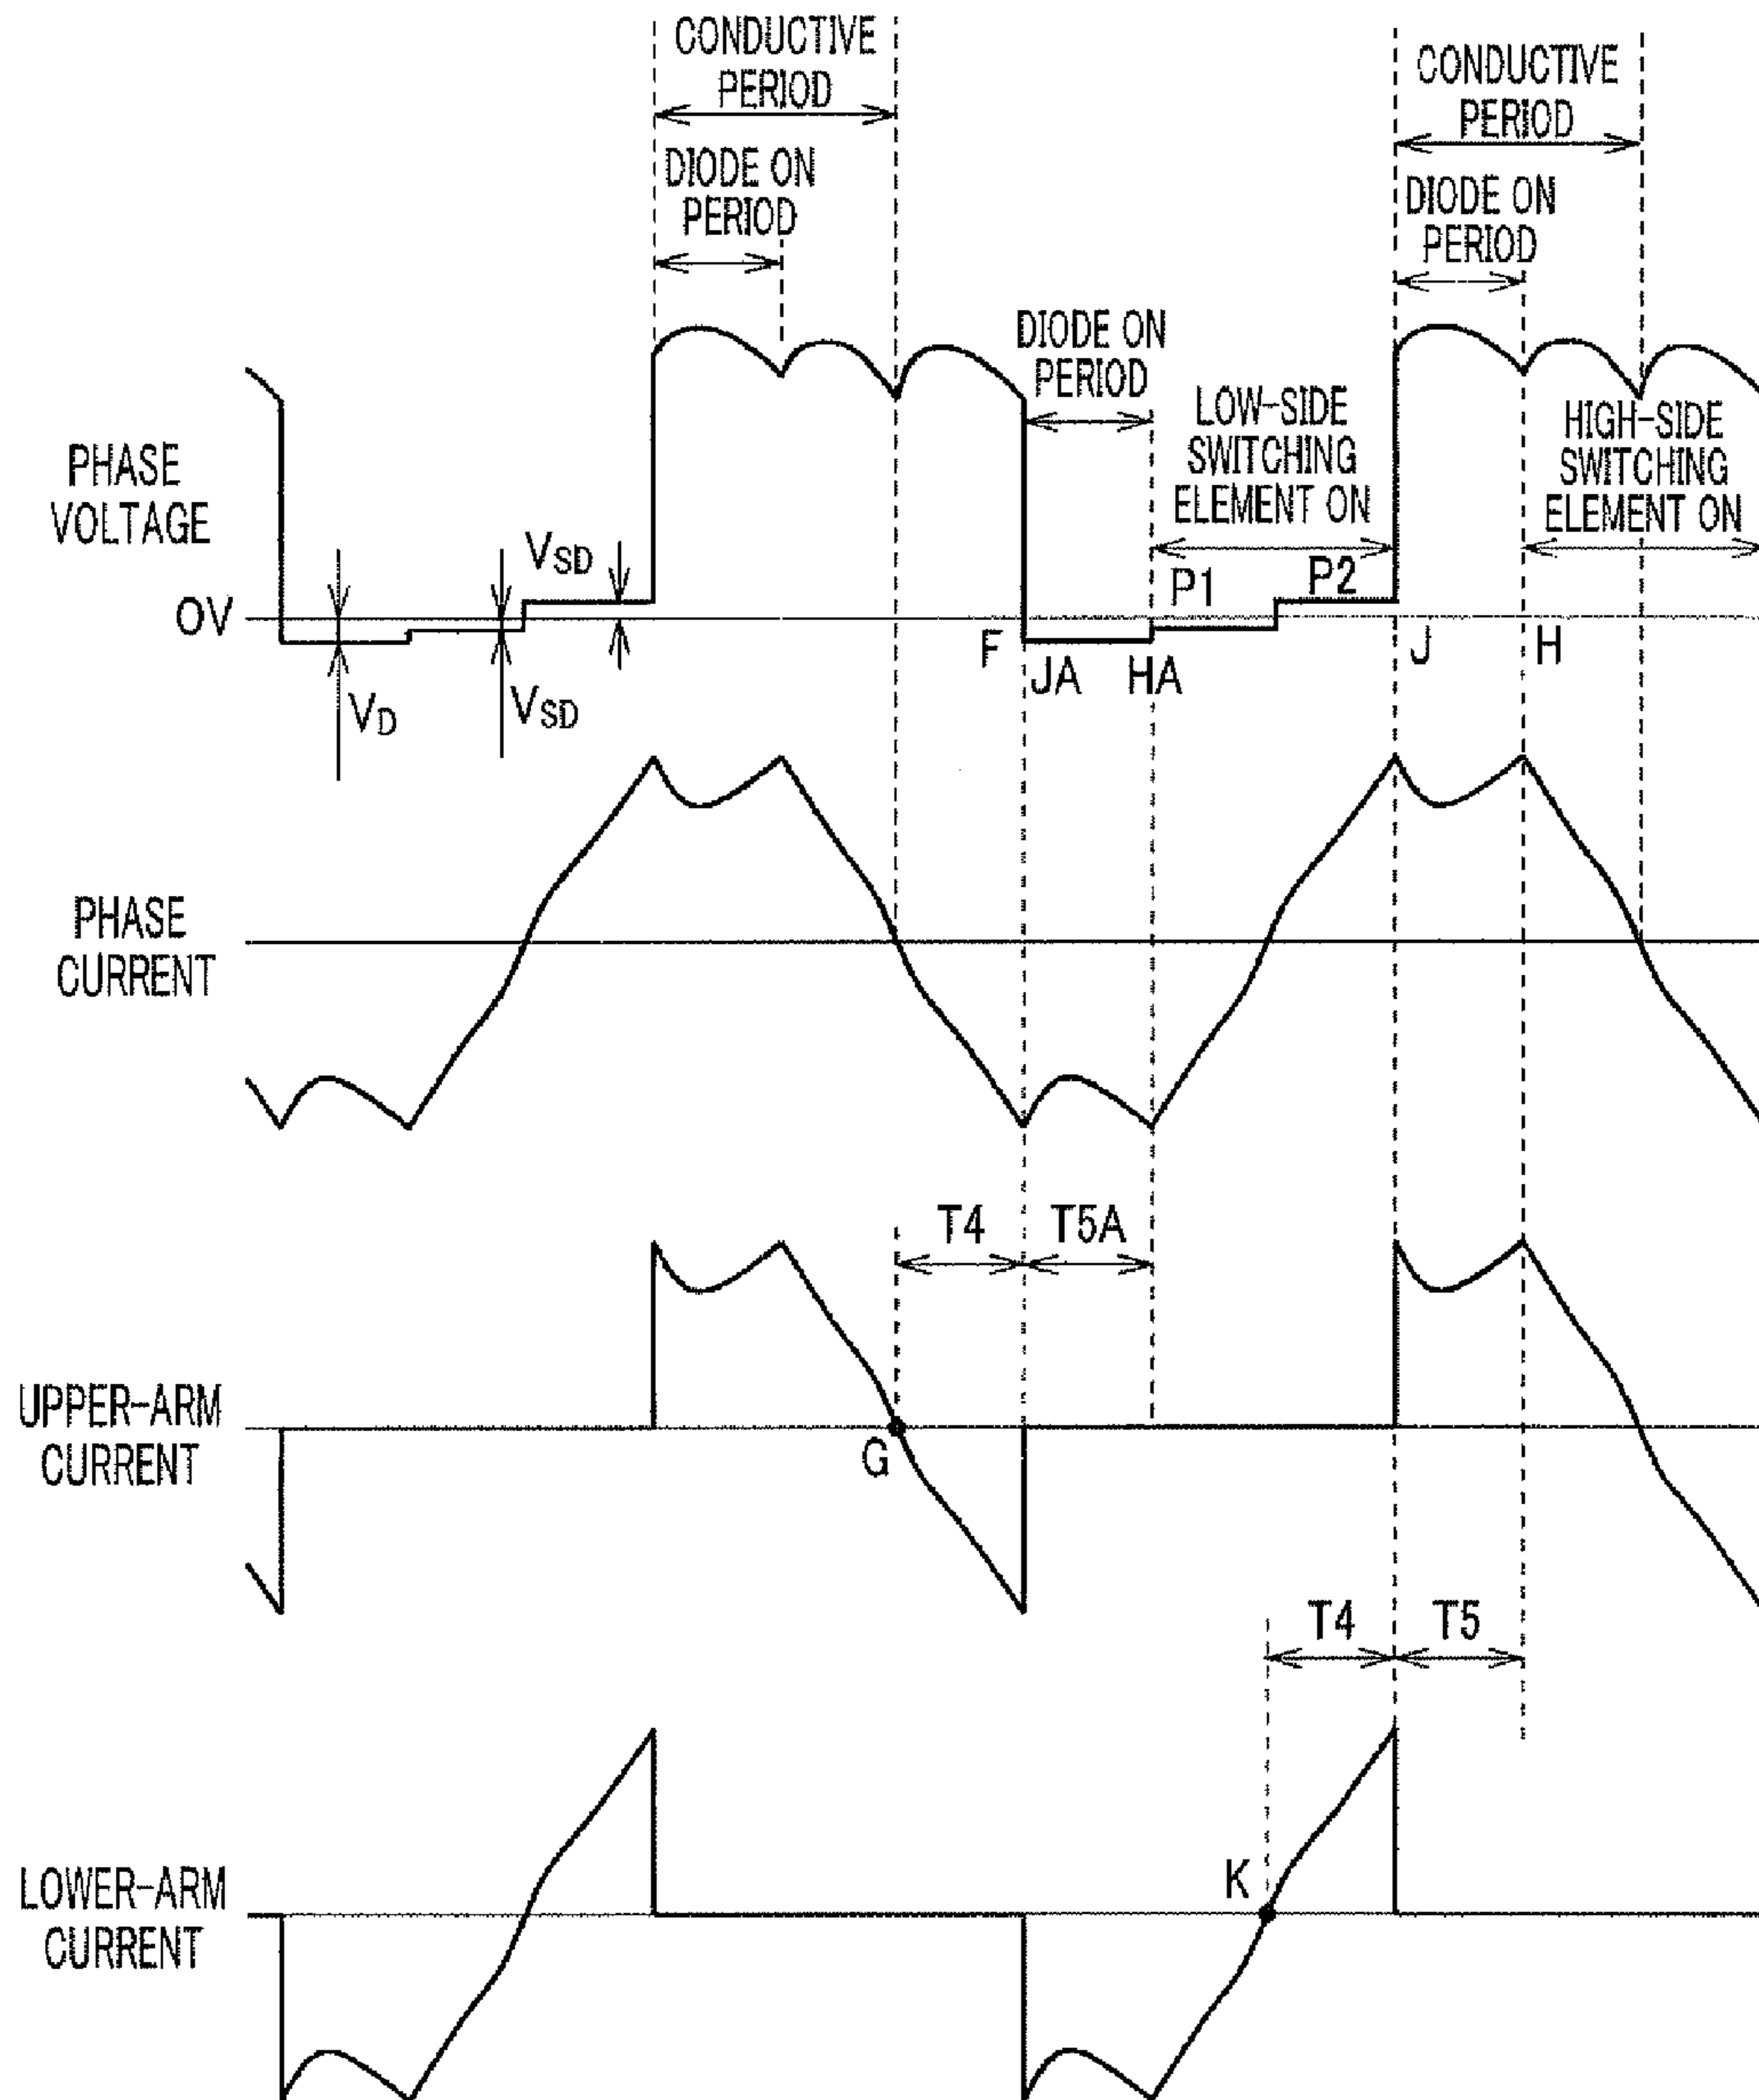 CONDUCTIVE
PERIOD
DIODE ON
PERIOD
CONDUCTIVE
PERIOD
DIODE ON
PERIOD
DIODE ON
PERIOD
LOW-SIDE
SWITCHING
ELEMENT ON
HIGH-SIDE
SWITCHING
ELEMENT ON
PHASE
VOLTAGE
VSD
P1
P2
0V
F
JA
HA
J
H
VD
VSD
PHASE
CURRENT
T4
T5A
UPPER-ARM
CURRENT
G
T4
T5
K
LOWER-ARM
CURRENT